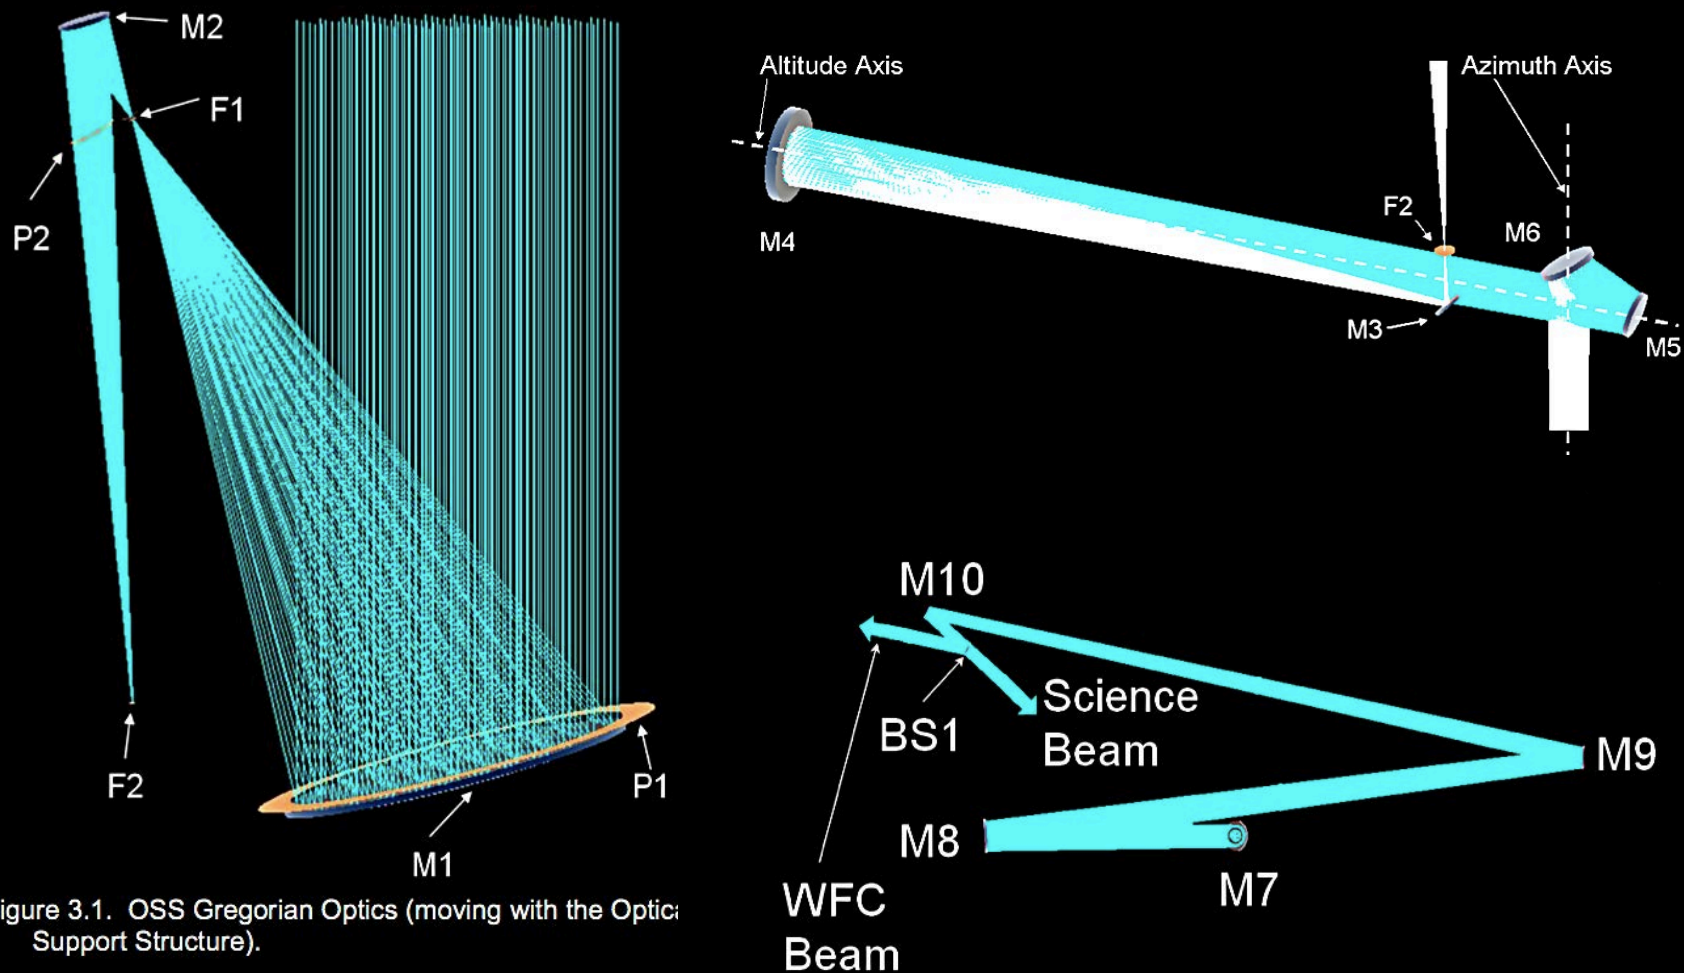 M2
F1
P2
F2
P1
M1
igure 3.1. OSS Gregorian Optics (moving with the Optica
Support Structure).
Altitude Axis
Azimuth Axis
F2
M6
M4
M3
M5
M10
BS1
Science
Beam
M9
M8
M7
WFC
Beam